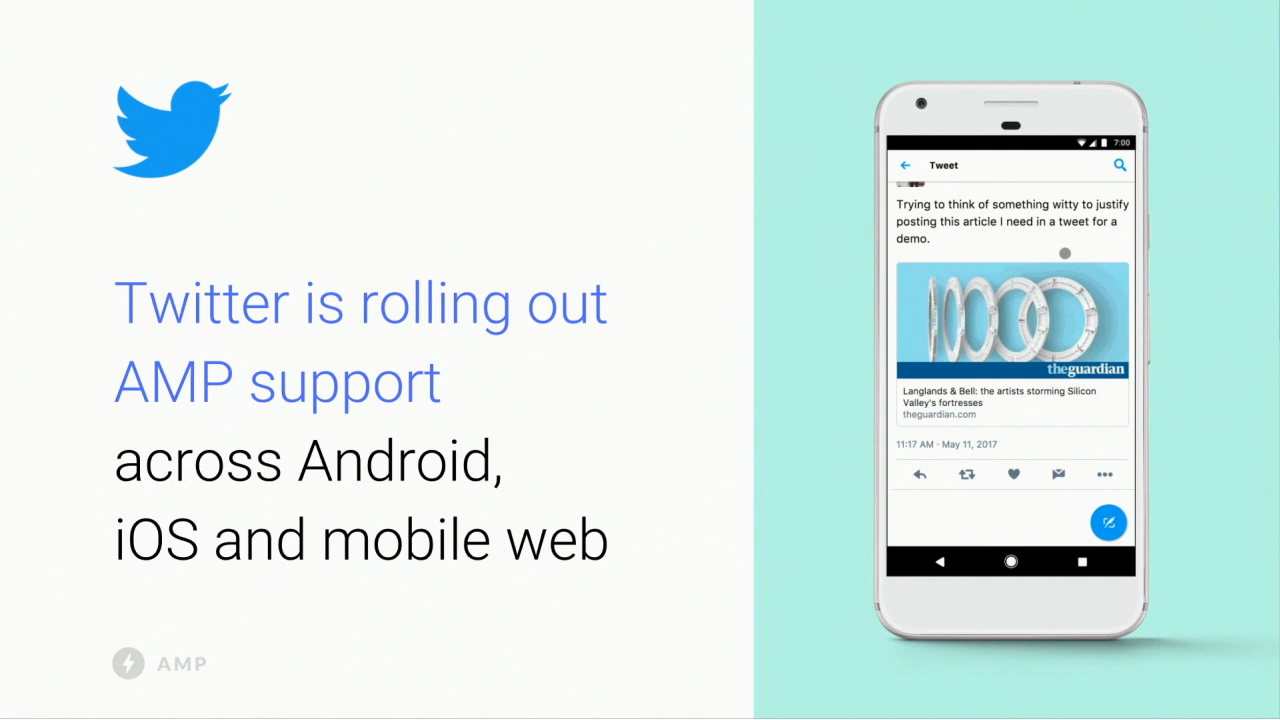 Twitter is rolling out
AMP support
across Android,
iOS and mobile web
AMP
7:00
Tweet
Trying to think of something witty to justify
posting this article I need in a tweet for a
demo.
theguardian
Langlands & Bell: the artists storming Silicon
Valley's fortresses
theguardian.com
11:17 AM · May 11, 2017